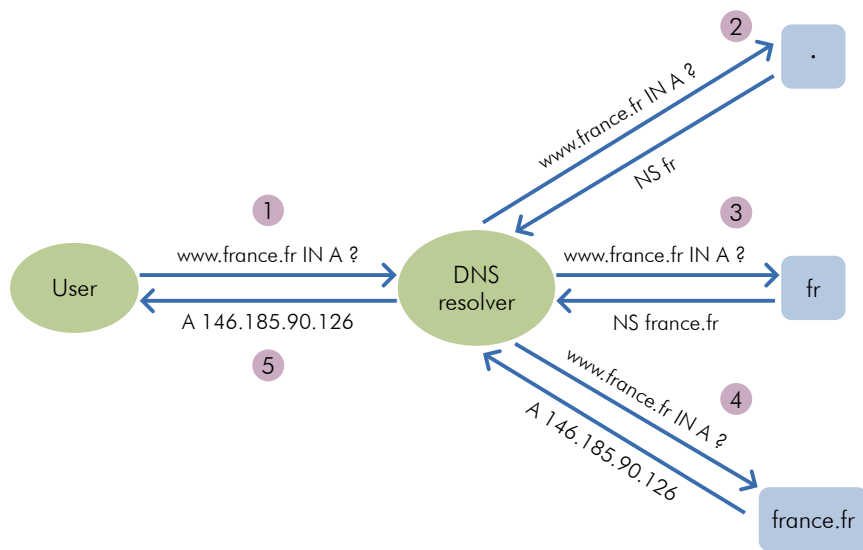 2
.
www.france.fr IN A ?
NS fr
1
3
www.france.fr IN A ?
www.france.fr IN A ?
User
DNS
resolver
fr
A 146.185.90.126
NS france.fr
5
www.france.fr IN A ?
4
A 146.185.90.126
france.fr